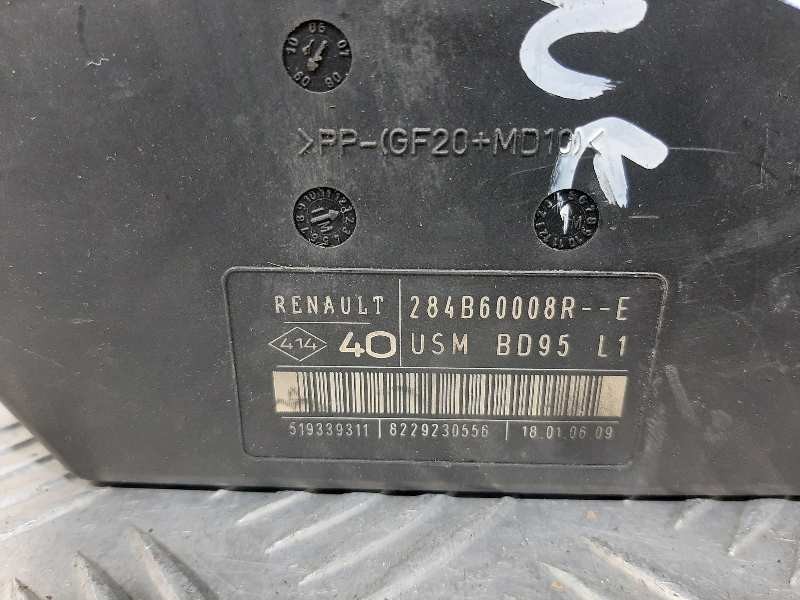 >PP-(GF20+MD10)<
RENAULT 284B60008R--E
414 40 USM BD95 L1
519339311 8229230556 18.01.06.09